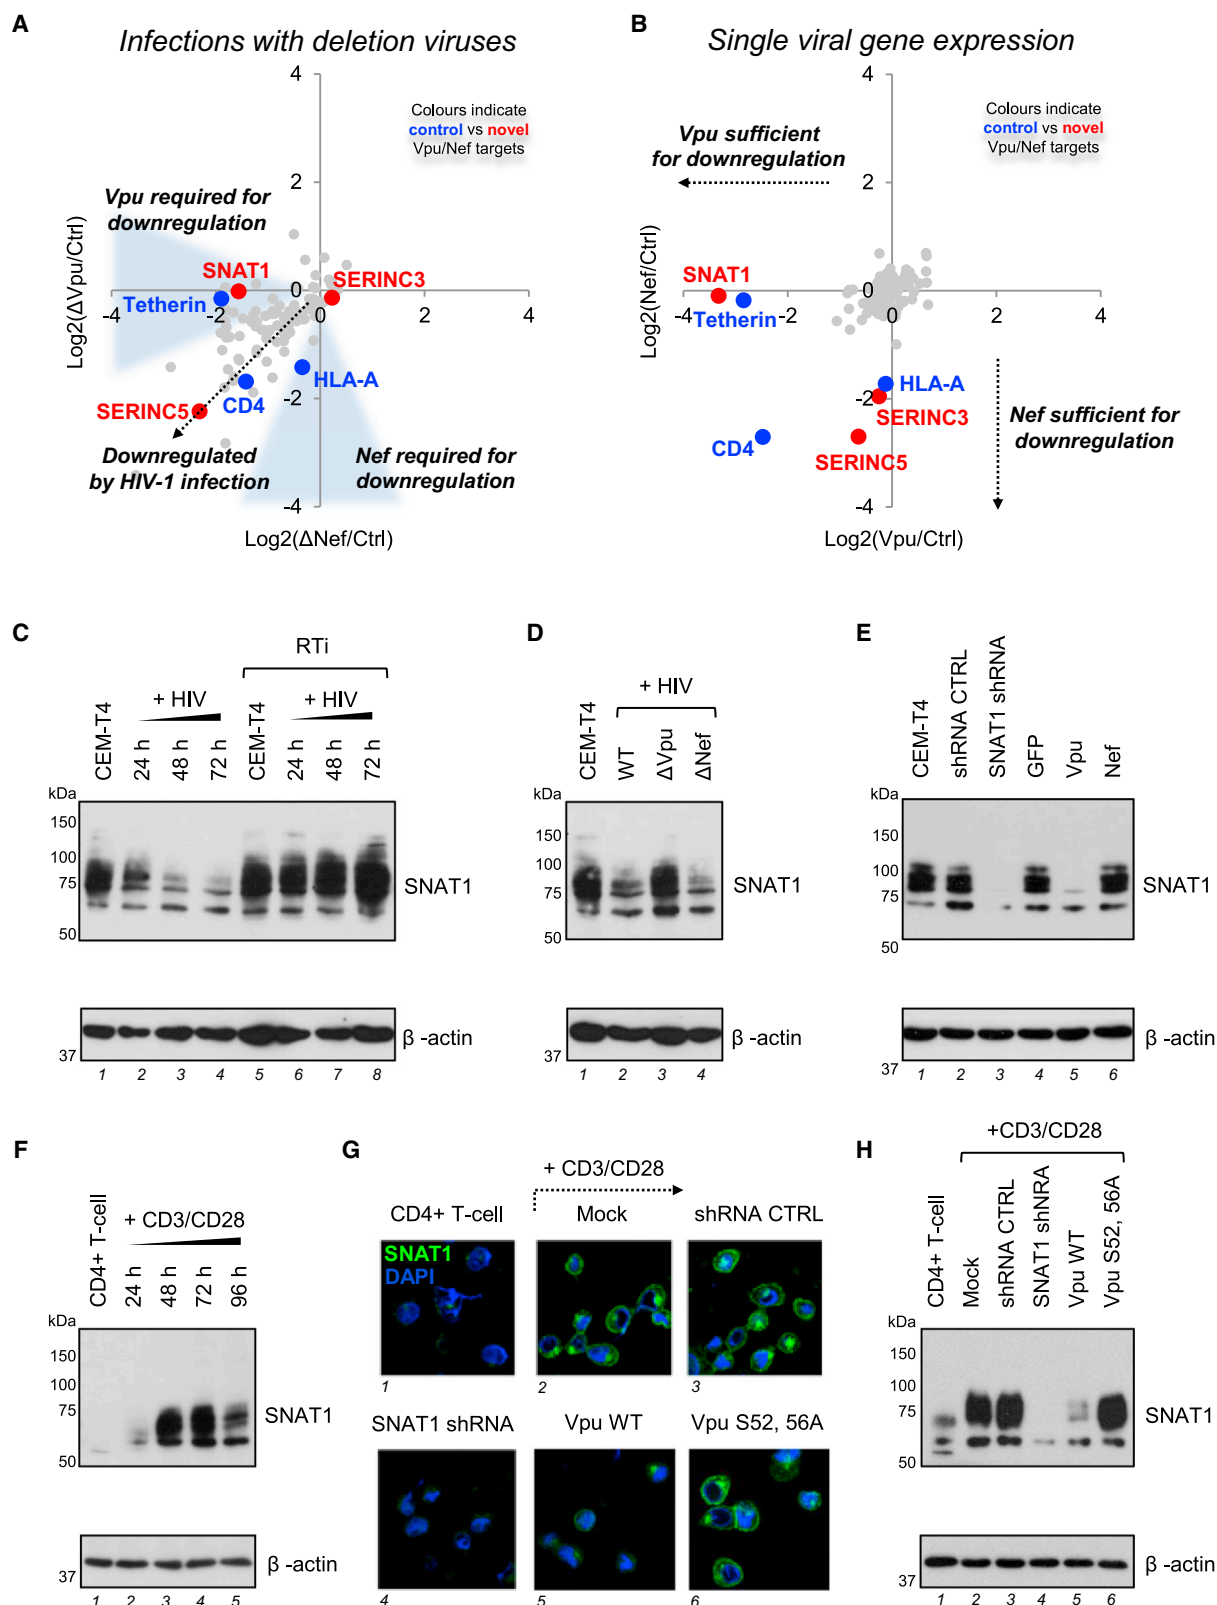 A
Infections with deletion viruses
4
Colours indicate
control vs novel
Vpu/Nef targets
2
Vpu required for
downregulation
SNAT1
SERINC3
0
-4
-2
0
2
4
Tetherin
Log2(ΔVpu/Ctrl)
HLA-A
CD4
-2
SERINC5
Downregulated
by HIV-1 infection
Nef required for
downregulation
-4
Log2(ΔNef/Ctrl)
B
Single viral gene expression
4
Colours indicate
control vs novel
Vpu/Nef targets
Vpu sufficient
for downregulation
2
SNAT1
0
-4
-2
0
2
4
Tetherin
Log2(Nef/Ctrl)
HLA-A
-2
SERINC3
CD4
SERINC5
Nef sufficient for
downregulation
-4
Log2(Vpu/Ctrl)
C
RTi
+ HIV
+ HIV
CEM-T4
24 h
48 h
72 h
CEM-T4
24 h
48 h
72 h
kDa
150
100
75
50
SNAT1
37
β -actin
1 2 3 4 5 6 7 8
D
+ HIV
CEM-T4
WT
ΔVpu
ΔNef
kDa
150
100
75
50
SNAT1
37
β -actin
1 2 3 4
E
CEM-T4
shRNA CTRL
SNAT1 shRNA
GFP
Vpu
Nef
kDa
150
100
75
50
SNAT1
37
β -actin
1 2 3 4 5 6
F
CD4+ T-cell
+ CD3/CD28
24 h
48 h
72 h
96 h
kDa
150
100
75
50
SNAT1
37
β -actin
1 2 3 4 5
G
+ CD3/CD28
CD4+ T-cell
Mock
shRNA CTRL
SNAT1
DAPI
1
2
3
SNAT1 shRNA
Vpu WT
Vpu S52, 56A
4
5
6
H
+CD3/CD28
CD4+ T-cell
Mock
shRNA CTRL
SNAT1 shNRA
Vpu WT
Vpu S52, 56A
kDa
150
100
75
50
SNAT1
37
β -actin
1 2 3 4 5 6